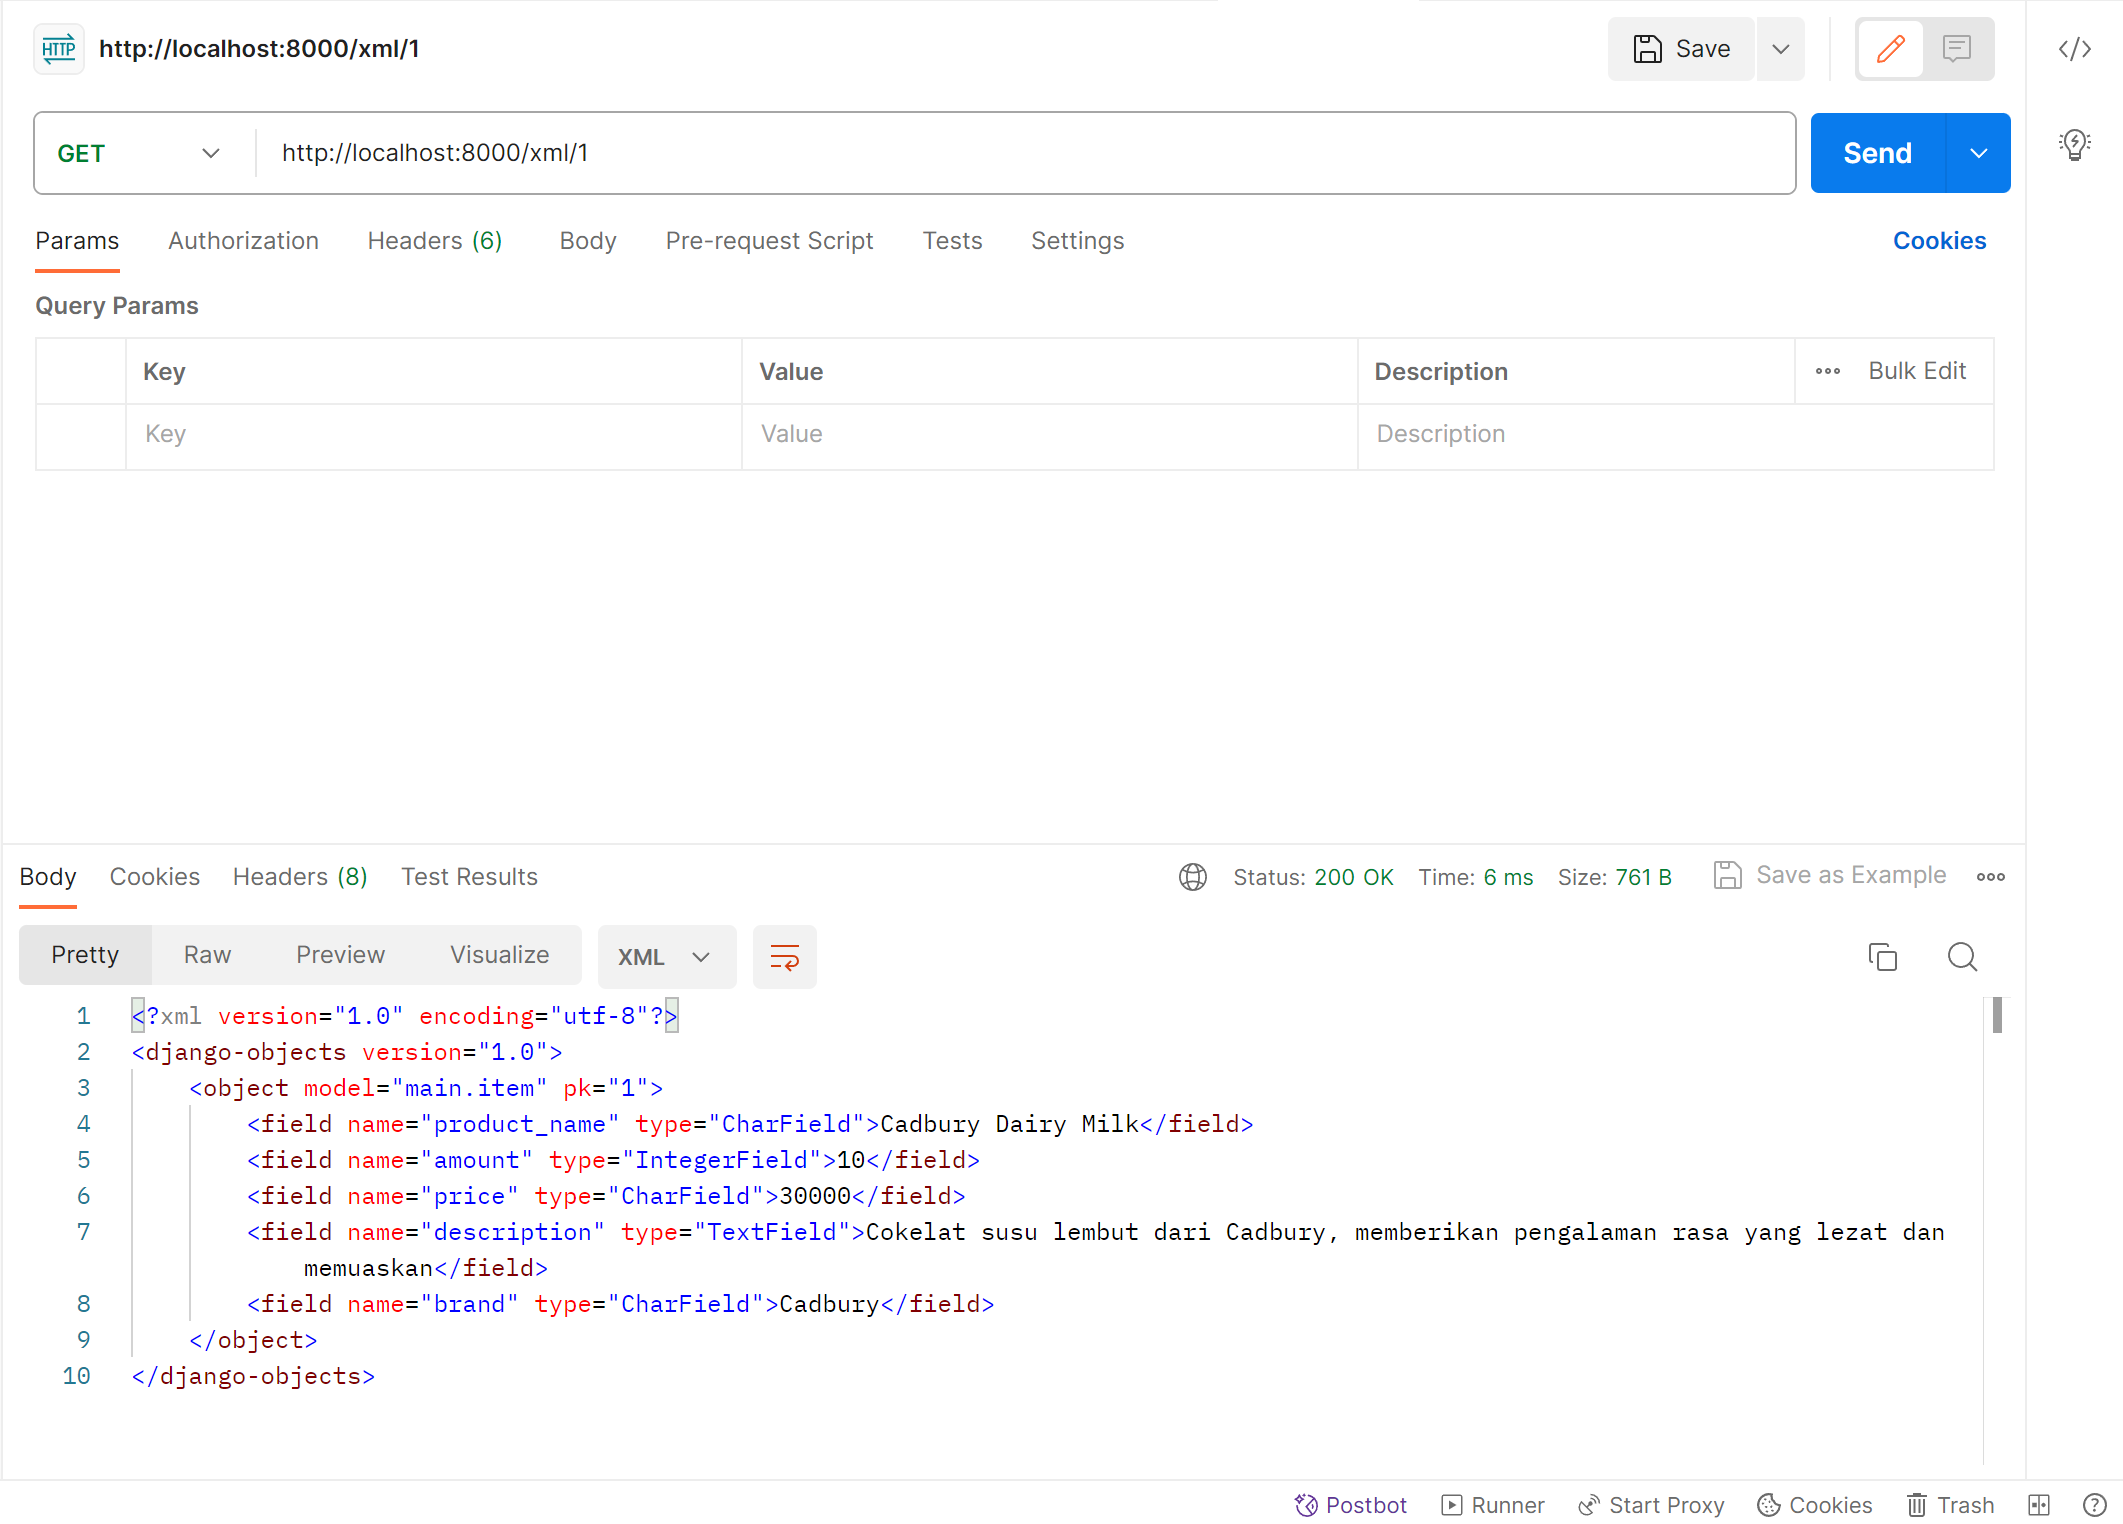 HTTP http://localhost:8000/xml/1 Save
GET http://localhost:8000/xml/1 Send
Params Authorization Headers (6) Body Pre-request Script Tests Settings Cookies
Query Params
Key Value Description Bulk Edit
Key Value Description
Body Cookies Headers (8) Test Results Status: 200 OK Time: 6 ms Size: 761 B Save as Example
Pretty Raw Preview Visualize XML
1 <?xml version="1.0" encoding="utf-8"?>
2 <django-objects version="1.0">
3 <object model="main.item" pk="1">
4 <field name="product_name" type="CharField">Cadbury Dairy Milk</field>
5 <field name="amount" type="IntegerField">10</field>
6 <field name="price" type="CharField">30000</field>
7 <field name="description" type="TextField">Cokelat susu lembut dari Cadbury, memberikan pengalaman rasa yang lezat dan
memuaskan</field>
8 <field name="brand" type="CharField">Cadbury</field>
9 </object>
10 </django-objects>
Postbot Runner Start Proxy Cookies Trash